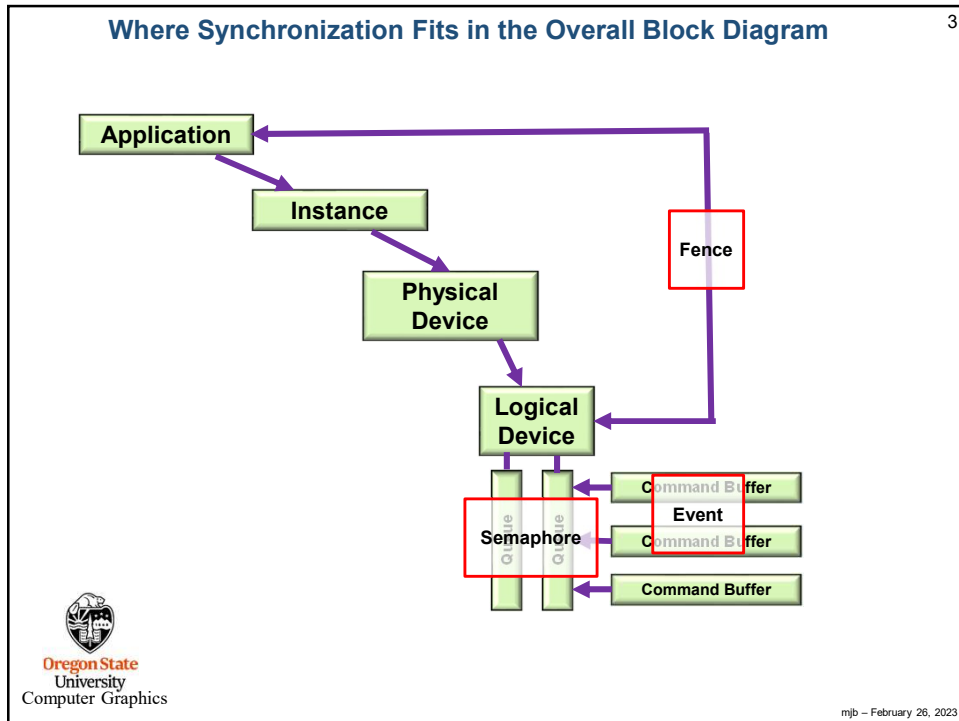 Where Synchronization Fits in the Overall Block Diagram
3
Application
Instance
Fence
Physical
Device
Logical
Device
Queue
Queue
Semaphore
Command Buffer
Event
Command Buffer
Command Buffer
Oregon State
University
Computer Graphics
mjb – February 26, 2023